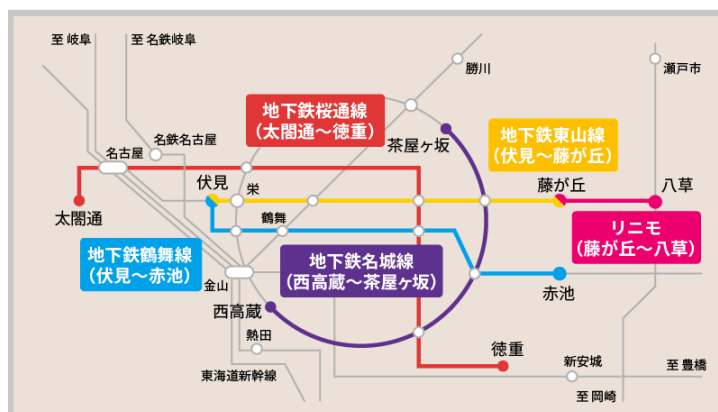 至 岐阜
至 名鉄岐阜
勝川
瀬戸市
地下鉄桜通線
（太閤通～徳重）
茶屋ヶ坂
地下鉄東山線
（伏見～藤が丘）
名鉄名古屋
名古屋
伏見
栄
藤が丘
八草
太閤通
鶴舞
リニモ
（藤が丘～八草）
地下鉄鶴舞線
（伏見～赤池）
地下鉄名城線
（西高蔵～茶屋ヶ坂）
金山
赤池
西高蔵
熱田
徳重
東海道新幹線
新安城
至 豊橋
至 岡崎